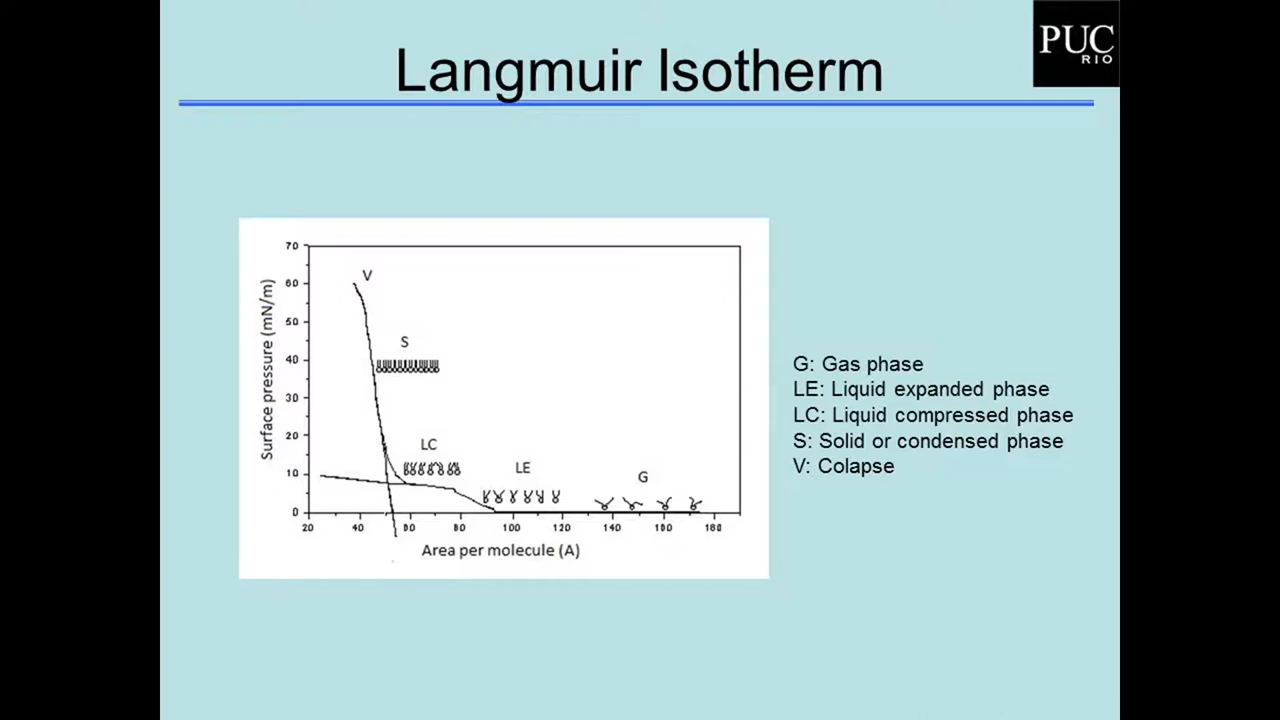 Langmuir Isotherm
PUC
RIO
70
60
50
40
30
20
10
0
Surface pressure (mN/m)
V
S
LC
LE
G
20 40 60 80 100 120 140 160 180
Area per molecule (A)
G: Gas phase
LE: Liquid expanded phase
LC: Liquid compressed phase
S: Solid or condensed phase
V: Colapse